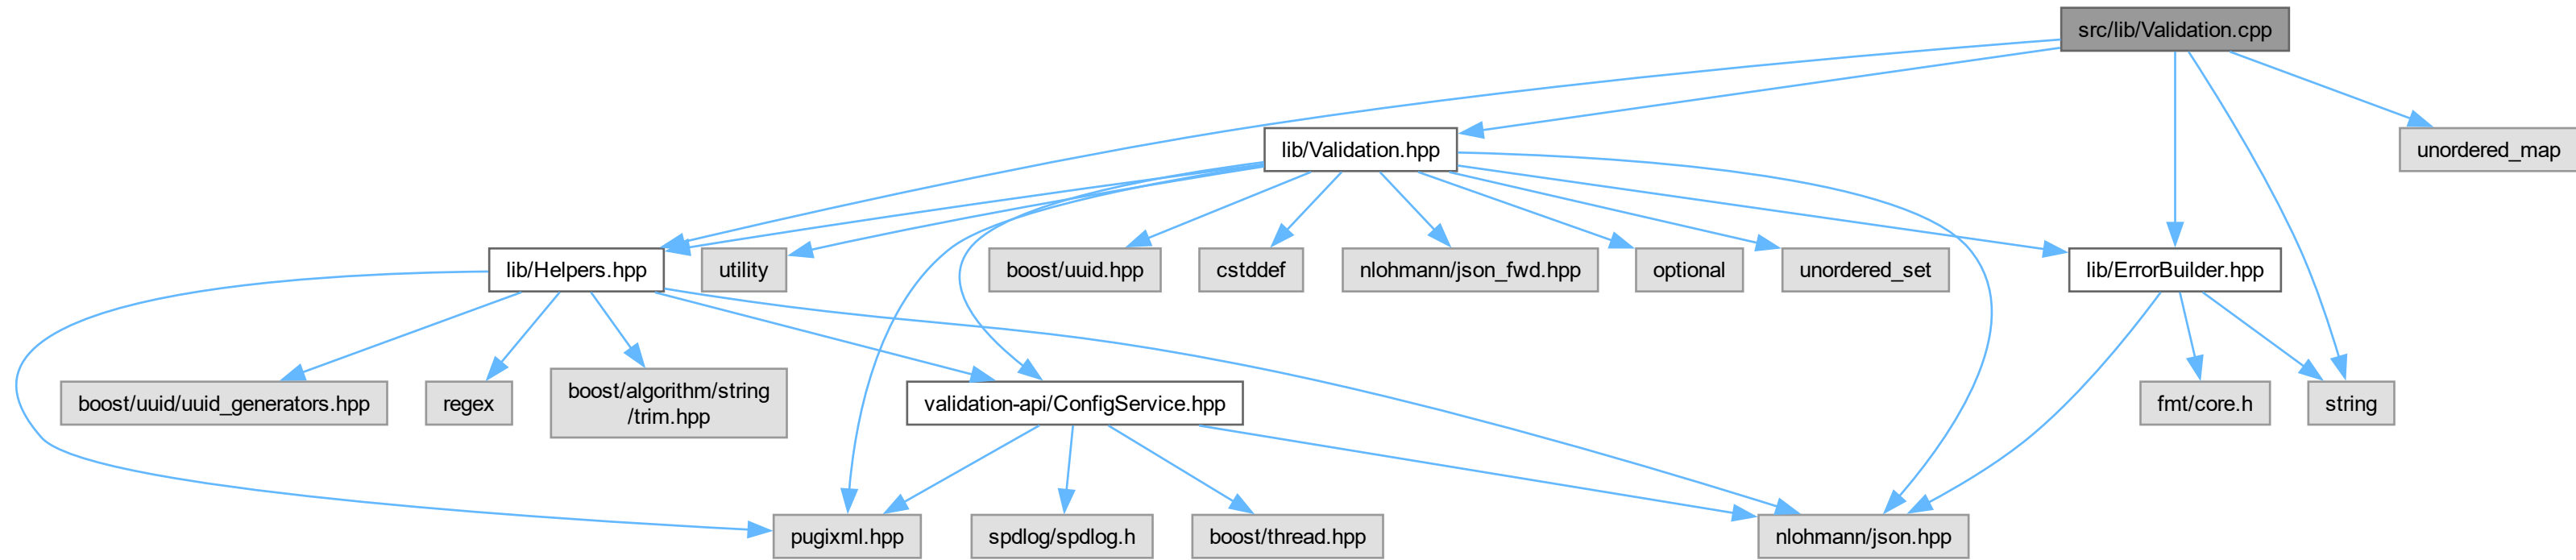 src/lib/Validation.cpp
lib/Validation.hpp
unordered_map
lib/Helpers.hpp
utility
boost/uuid.hpp
cstddef
nlohmann/json_fwd.hpp
optional
unordered_set
lib/ErrorBuilder.hpp
boost/uuid/uuid_generators.hpp
regex
boost/algorithm/string
/trim.hpp
validation-api/ConfigService.hpp
fmt/core.h
string
pugixml.hpp
spdlog/spdlog.h
boost/thread.hpp
nlohmann/json.hpp